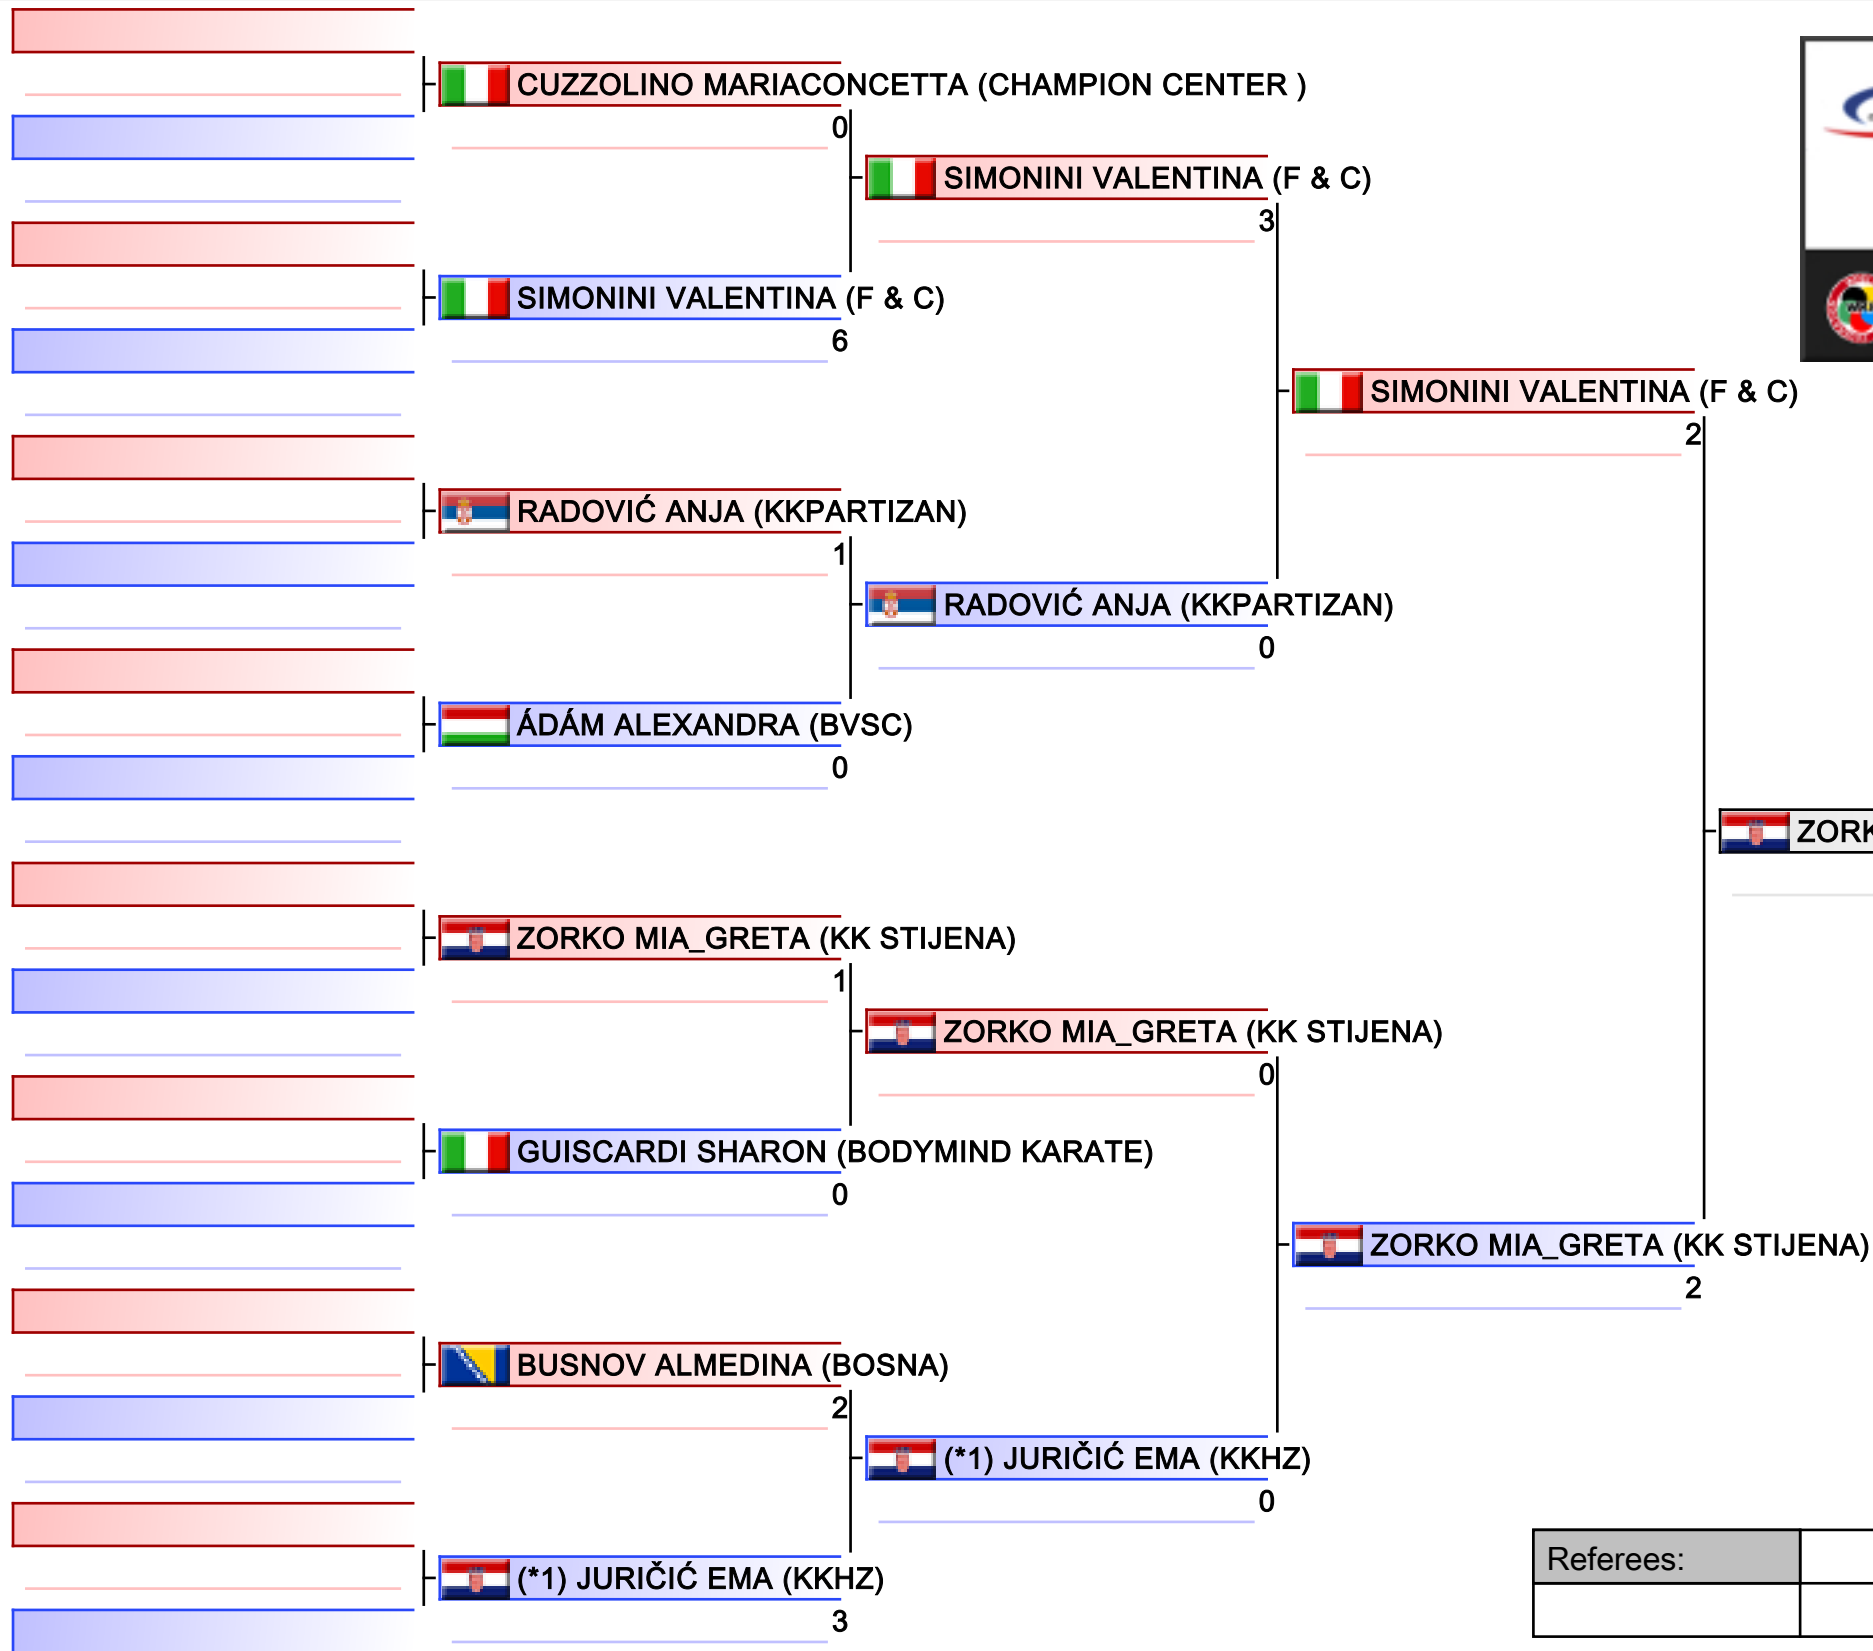 CUZZOLINO MARIACONCETTA (CHAMPION CENTER )
0
SIMONINI VALENTINA (F & C)
3
SIMONINI VALENTINA (F & C)
6
SIMONINI VALENTINA (F & C)
2
RADOVIĆ ANJA (KKPARTIZAN)
1
RADOVIĆ ANJA (KKPARTIZAN)
0
ÁDÁM ALEXANDRA (BVSC)
0
ZORK
ZORKO MIA_GRETA (KK STIJENA)
1
ZORKO MIA_GRETA (KK STIJENA)
0
GUISCARDI SHARON (BODYMIND KARATE)
0
ZORKO MIA_GRETA (KK STIJENA)
2
BUSNOV ALMEDINA (BOSNA)
2
(*1) JURIČIĆ EMA (KKHZ)
0
(*1) JURIČIĆ EMA (KKHZ)
3
Referees: